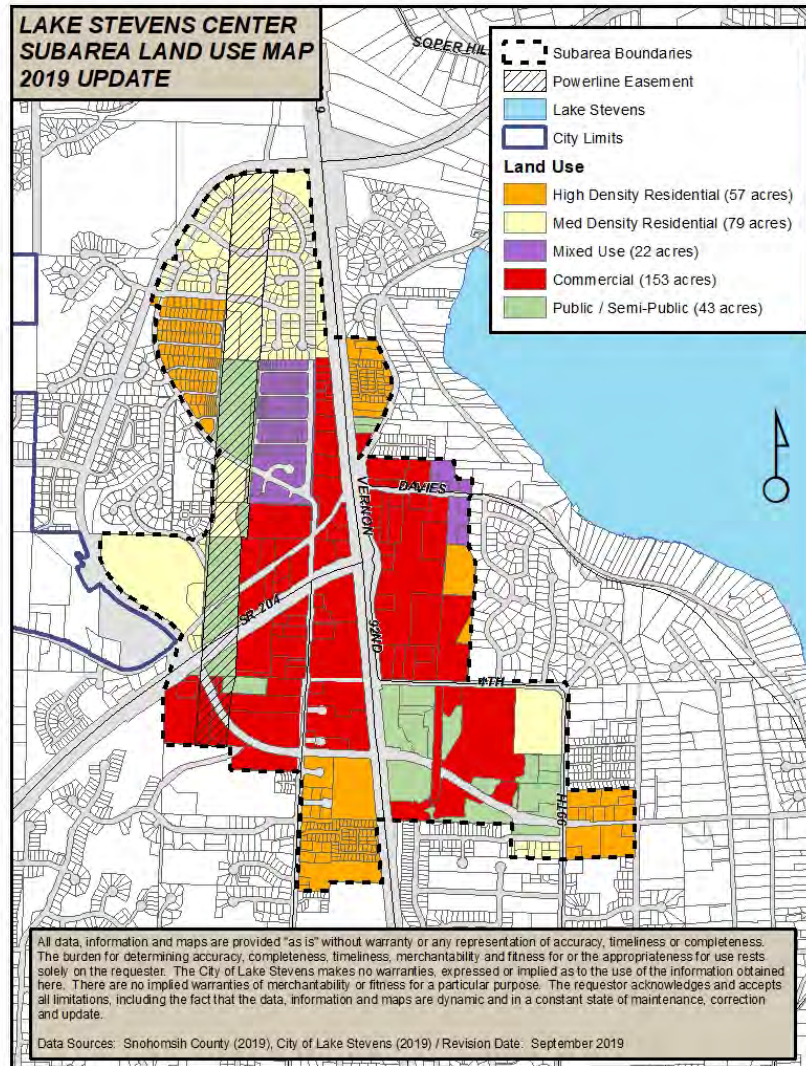 LAKE STEVENS CENTER
SUBAREA LAND USE MAP
2019 UPDATE
SOPER HIL
9
Subarea Boundaries
Powerline Easement
Lake Stevens
City Limits
Land Use
High Density Residential (57 acres)
Med Density Residential (79 acres)
Mixed Use (22 acres)
Commercial (153 acres)
Public / Semi-Public (43 acres)
DAVIES
VERNON
SR 204
92ND
4TH
99TH
All data, information and maps are provided "as is" without warranty or any representation of accuracy, timeliness or completeness.
The burden for determining accuracy, completeness, timeliness, merchantability and fitness for or the appropriateness for use rests
solely on the requester. The City of Lake Stevens makes no warranties, expressed or implied as to the use of the information obtained
here. There are no implied warranties of merchantability or fitness for a particular purpose. The requestor acknowledges and accepts
all limitations, including the fact that the data, information and maps are dynamic and in a constant state of maintenance, correction
and update.
Data Sources: Snohomsih County (2019), City of Lake Stevens (2019) / Revision Date: September 2019